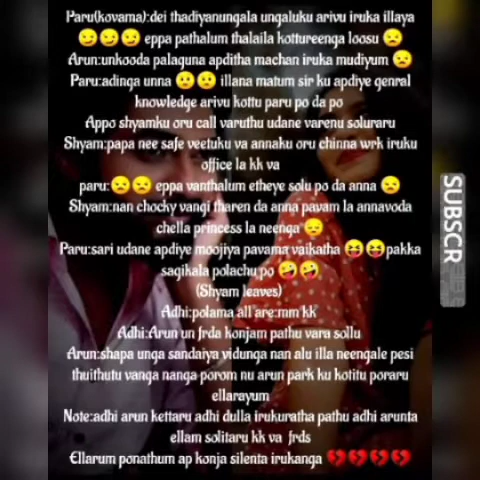 Paru(kovama):dei thadiyanungala ungaluku arivu iruka illaya
😏😏😏 eppa pathalum thalaila kottureenga loosu 😒
Arun:unkooda palaguna apditha machan iruka mudiyum 😒
Paru:adinga unna 😟😟 illana matum sir ku apdiye genral
knowledge arivu kottu paru po da po
Appo shyamku oru call varuthu udane varenu soluraru
Shyam:papa nee safe veetuku va annaku oru chinna wrk iruku
office la kk va
paru:😒😒 eppa vanthalum etheye solu po da anna 😒
Shyam:nan chocky vangi tharen da anna pavam la annavoda
chella princess la neenga 😔
Paru:sari udane apdiye moojiya pavama vaikatha 😝😝pakka
sagikala polachu po 🤪🤪
(Shyam leaves)
Adhi:polama all are:mm kk
Adhi:Arun un frda konjam pathu vara sollu
Arun:shapa unga sandaiya vidunga nan alu illa neengale pesi
thuithutu vanga nanga porom nu arun park ku kotitu poraru
ellarayum
Note:adhi arun kettaru adhi dulla irukuratha pathu adhi arunta
ellam solitaru kk va frds
Ellarum ponathum ap konja silenta irukanga 💔💔💔💔
SUBSCR